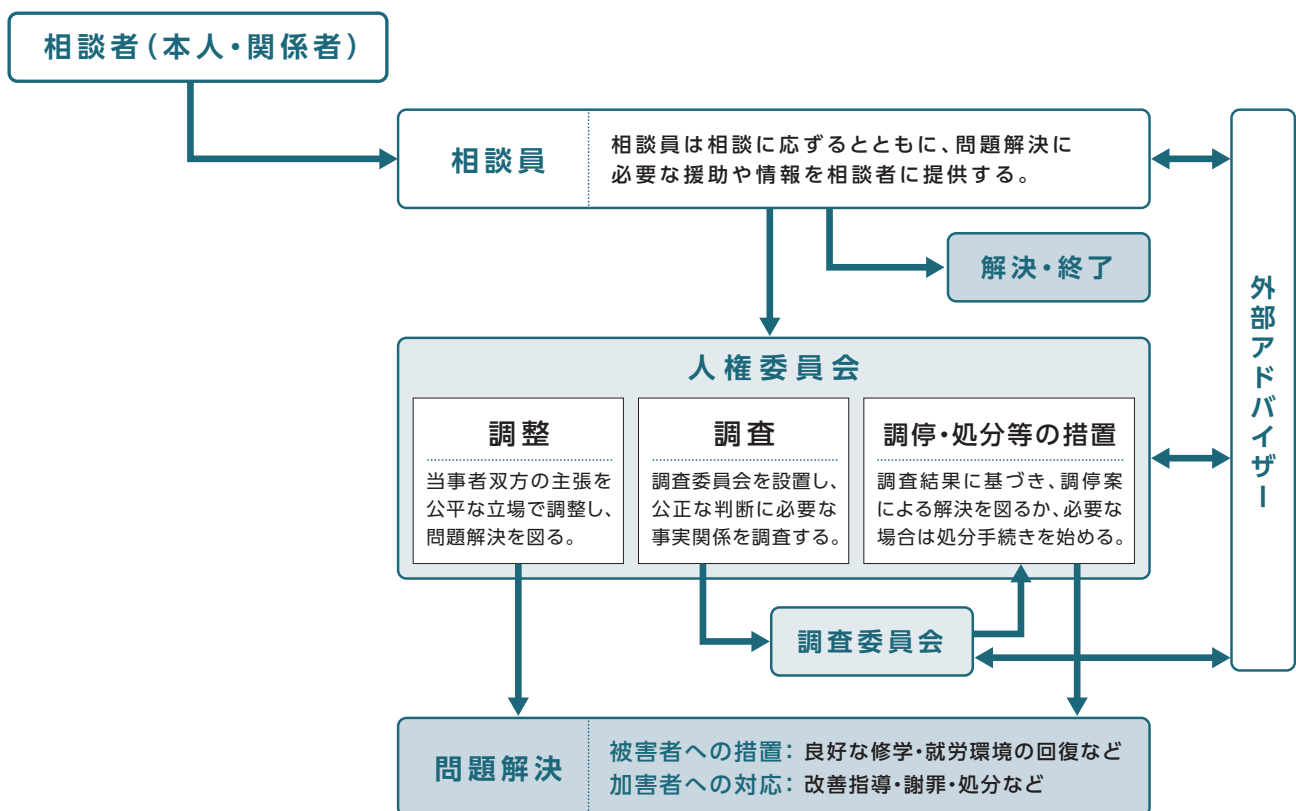 相談者(本人・関係者)
相談員
相談員は相談に応ずるとともに、問題解決に
必要な援助や情報を相談者に提供する。
解決・終了
外部アドバイザー
人権委員会
調整
当事者双方の主張を
公平な立場で調整し、
問題解決を図る。
調査
調査委員会を設置し、
公正な判断に必要な
事実関係を調査する。
調停・処分等の措置
調査結果に基づき、調停案
による解決を図るか、必要な
場合は処分手続きを始める。
調査委員会
問題解決
被害者への措置:良好な修学・就労環境の回復など
加害者への対応:改善指導・謝罪・処分など